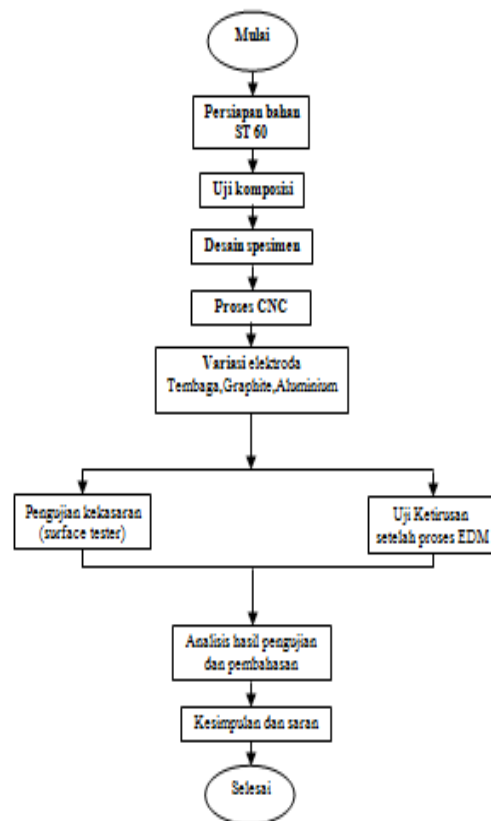 Mulai
Persiapan bahan
ST 60
Uji komposisi
Desain spesimen
Proses CNC
Variasi elektroda
Tembaga,Graphite,Aluminium
Pengujian kekasaran
(surface tester)
Uji Ketirusan
setelah proses EDM
Analisis hasil pengujian
dan pembahasan
Kesimpulan dan saran
Selesai